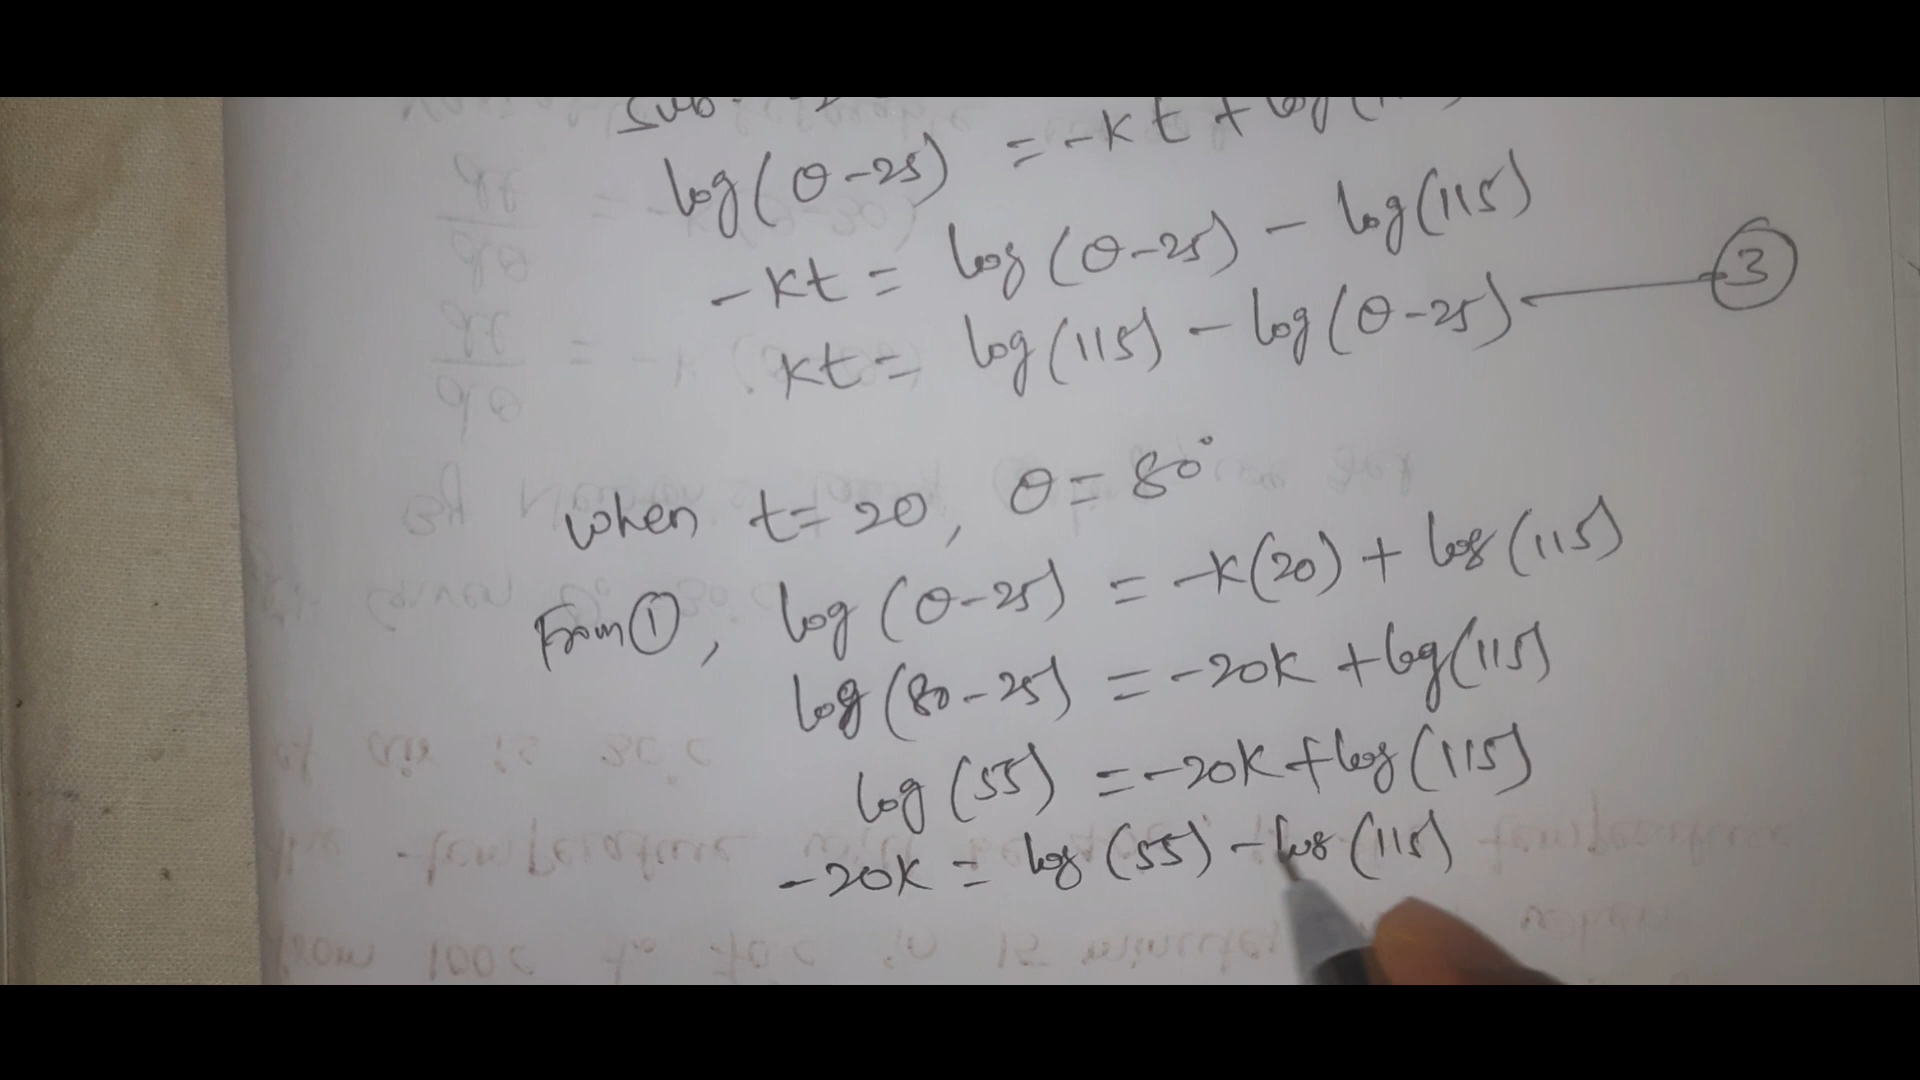 log(θ-25) = -kt + log(
-kt = log(θ-25) - log(115)
kt = log(115) - log(θ-25) — ③
when t=20, θ=80°
From ①, log(θ-25) = -k(20) + log(115)
log(80-25) = -20k + log(115)
log(55) = -20k + log(115)
-20k = log(55) - log(115)